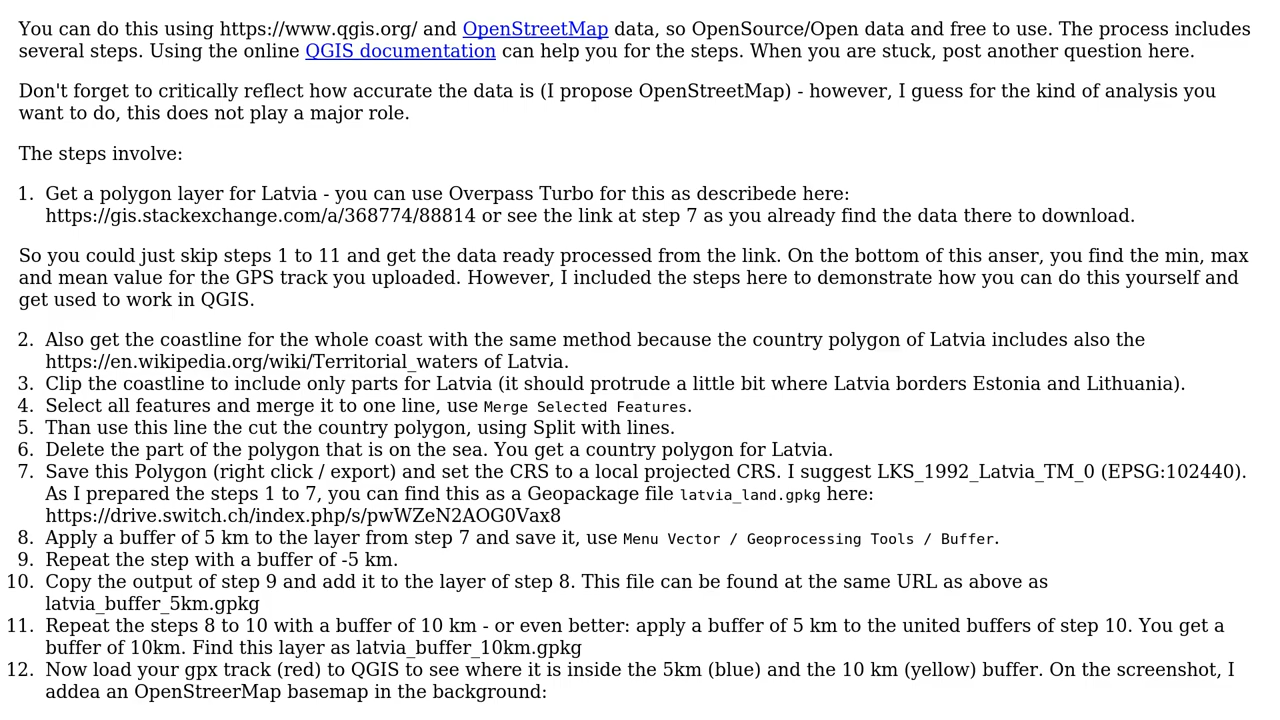 You can do this using https://www.qgis.org/ and OpenStreetMap data, so OpenSource/Open data and free to use. The process includes
several steps. Using the online QGIS documentation can help you for the steps. When you are stuck, post another question here.
Don't forget to critically reflect how accurate the data is (I propose OpenStreetMap) - however, I guess for the kind of analysis you
want to do, this does not play a major role.
The steps involve:
1. Get a polygon layer for Latvia - you can use Overpass Turbo for this as describede here:
https://gis.stackexchange.com/a/368774/88814 or see the link at step 7 as you already find the data there to download.
So you could just skip steps 1 to 11 and get the data ready processed from the link. On the bottom of this anser, you find the min, max
and mean value for the GPS track you uploaded. However, I included the steps here to demonstrate how you can do this yourself and
get used to work in QGIS.
2. Also get the coastline for the whole coast with the same method because the country polygon of Latvia includes also the
https://en.wikipedia.org/wiki/Territorial_waters of Latvia.
3. Clip the coastline to include only parts for Latvia (it should protrude a little bit where Latvia borders Estonia and Lithuania).
4. Select all features and merge it to one line, use Merge Selected Features.
5. Than use this line the cut the country polygon, using Split with lines.
6. Delete the part of the polygon that is on the sea. You get a country polygon for Latvia.
7. Save this Polygon (right click / export) and set the CRS to a local projected CRS. I suggest LKS_1992_Latvia_TM_0 (EPSG:102440).
As I prepared the steps 1 to 7, you can find this as a Geopackage file latvia_land.gpkg here:
https://drive.switch.ch/index.php/s/pwWZeN2AOG0Vax8
8. Apply a buffer of 5 km to the layer from step 7 and save it, use Menu Vector / Geoprocessing Tools / Buffer.
9. Repeat the step with a buffer of -5 km.
10. Copy the output of step 9 and add it to the layer of step 8. This file can be found at the same URL as above as
latvia_buffer_5km.gpkg
11. Repeat the steps 8 to 10 with a buffer of 10 km - or even better: apply a buffer of 5 km to the united buffers of step 10. You get a
buffer of 10km. Find this layer as latvia_buffer_10km.gpkg
12. Now load your gpx track (red) to QGIS to see where it is inside the 5km (blue) and the 10 km (yellow) buffer. On the screenshot, I
addea an OpenStreerMap basemap in the background: